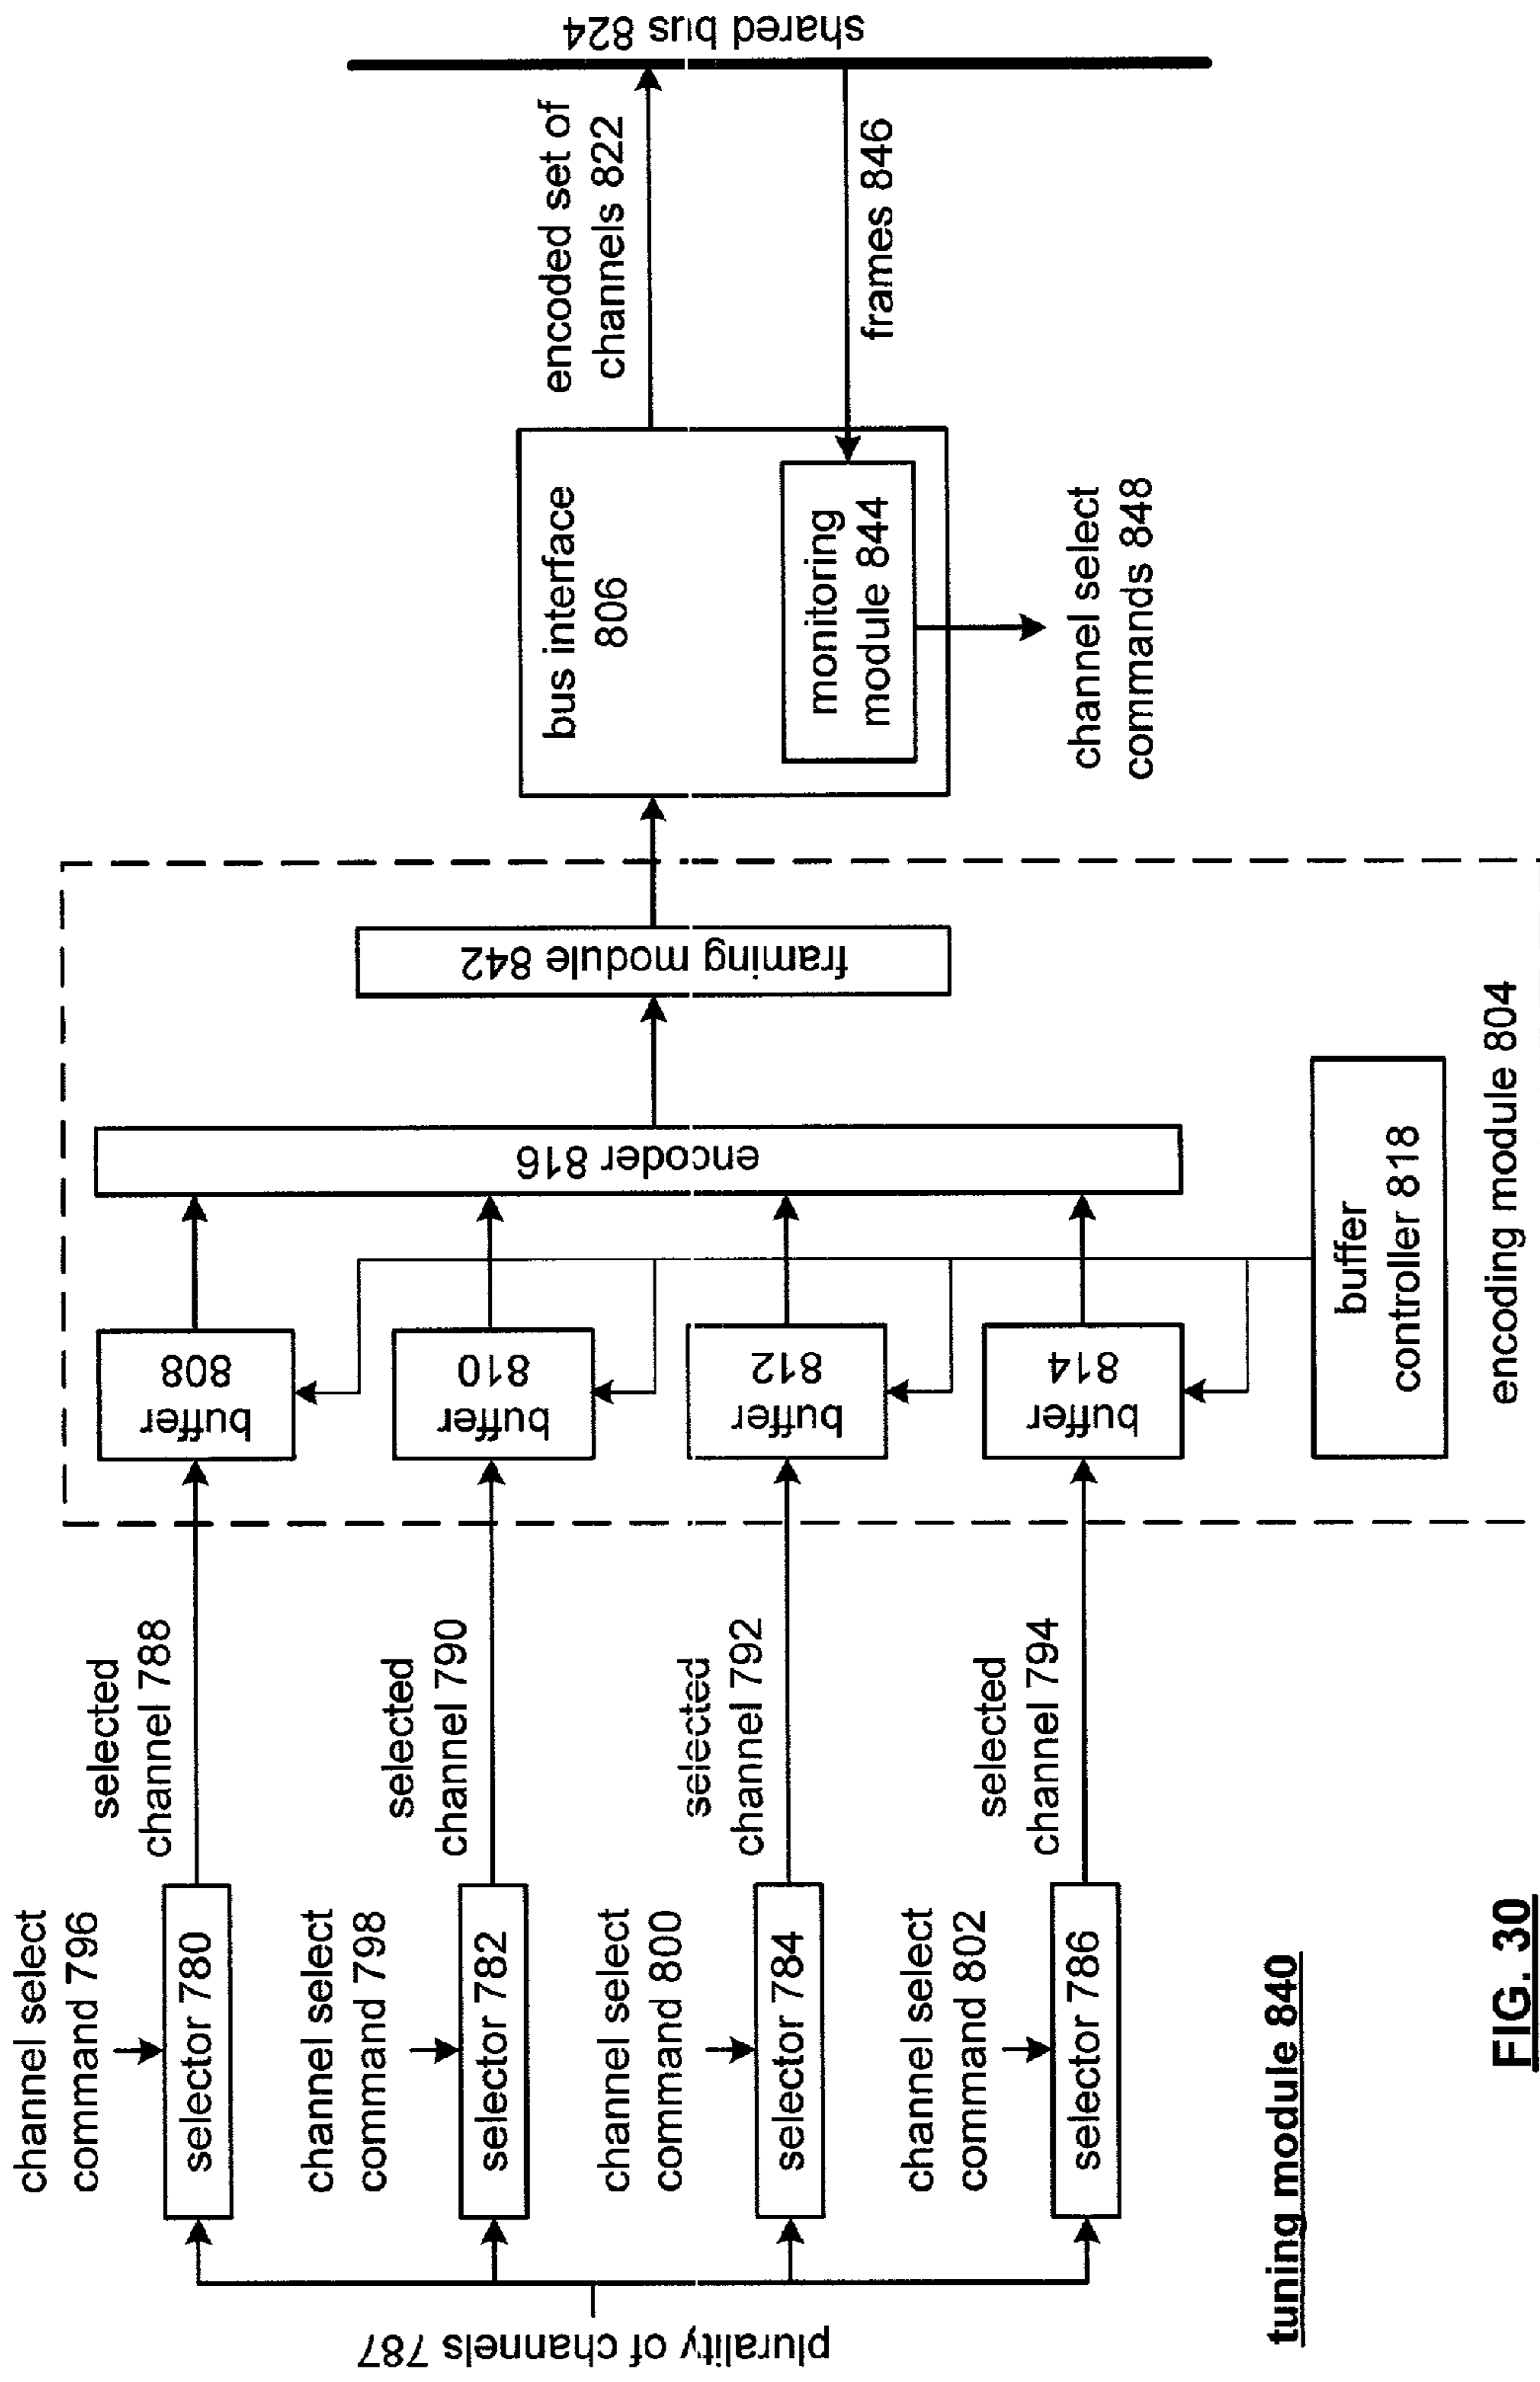 plurality of channels 787
channel select
command 796
selector 780
selected
channel 788
channel select
command 798
selector 782
selected
channel 790
channel select
command 800
selector 784
selected
channel 792
channel select
command 802
selector 786
selected
channel 794
buffer
808
buffer
810
buffer
812
buffer
814
encoder 816
framing module 842
buffer
controller 818
encoding module 804
bus interface
806
monitoring
module 844
channel select
commands 848
encoded set of
channels 822
frames 846
shared bus 824
tuning module 840
FIG. 30